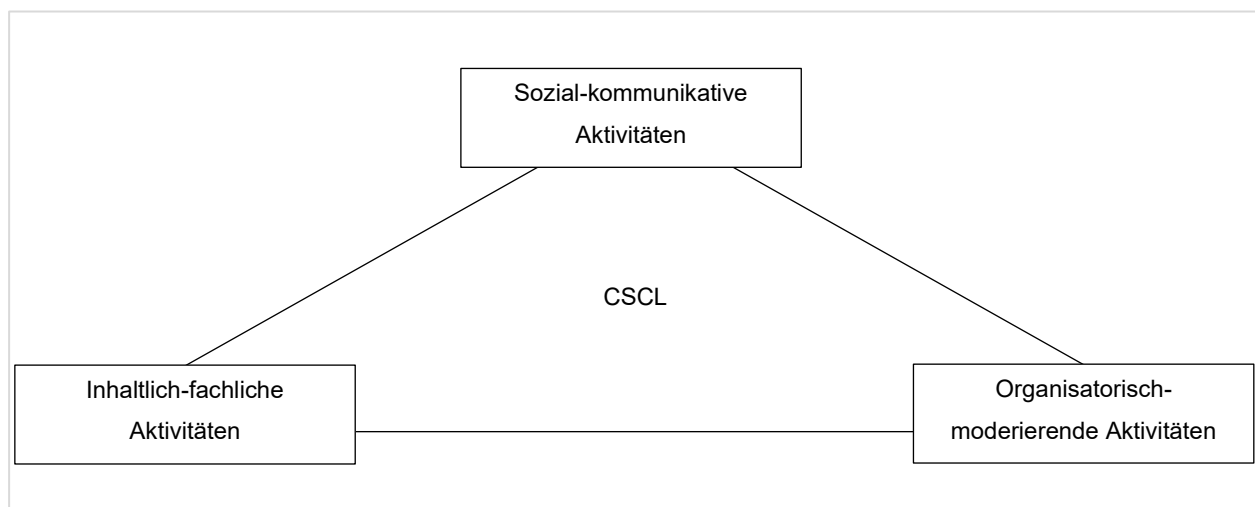 Sozial-kommunikative
Aktivitäten
CSCL
Inhaltlich-fachliche
Aktivitäten
Organisatorisch-
moderierende Aktivitäten